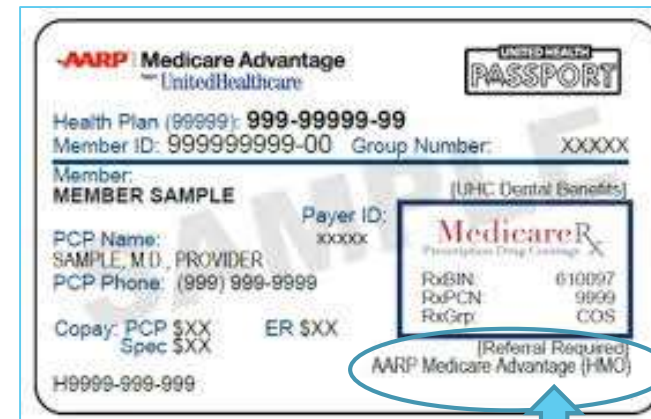 AARP Medicare Advantage
from UnitedHealthcare
UNITED HEALTH
PASSPORT
Health Plan (99999): 999-99999-99
Member ID: 999999999-00 Group Number: XXXXX
Member:
MEMBER SAMPLE
[UHC Dental Benefits]
Payer ID:
xxxxx
PCP Name:
SAMPLE, M.D., PROVIDER
PCP Phone: (999) 999-9999
Copay: PCP $XX ER $XX
Spec $XX
MedicareRx
Prescription Drug Coverage
RxBIN: 610097
RxPCN: 9999
RxGrp: COS
[Referral Required]
AARP Medicare Advantage (HMO)
H9999-999-999
SAMPLE